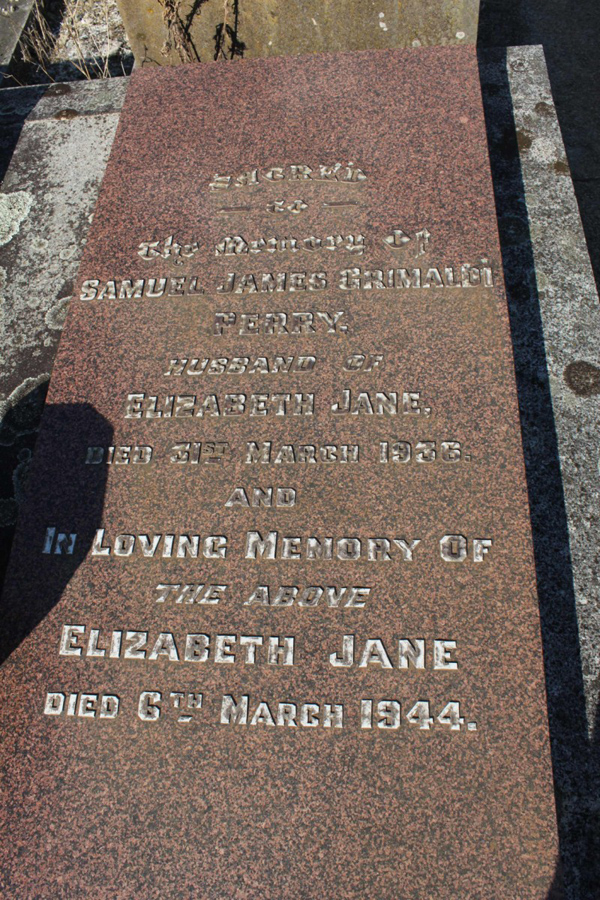 SACRED
TO
The Memory Of
SAMUEL JAMES GRIMALDI
PERRY,
HUSBAND OF
ELIZABETH JANE,
DIED 31ST MARCH 1936.
AND
IN LOVING MEMORY OF
THE ABOVE
ELIZABETH JANE
DIED 6TH MARCH 1944.